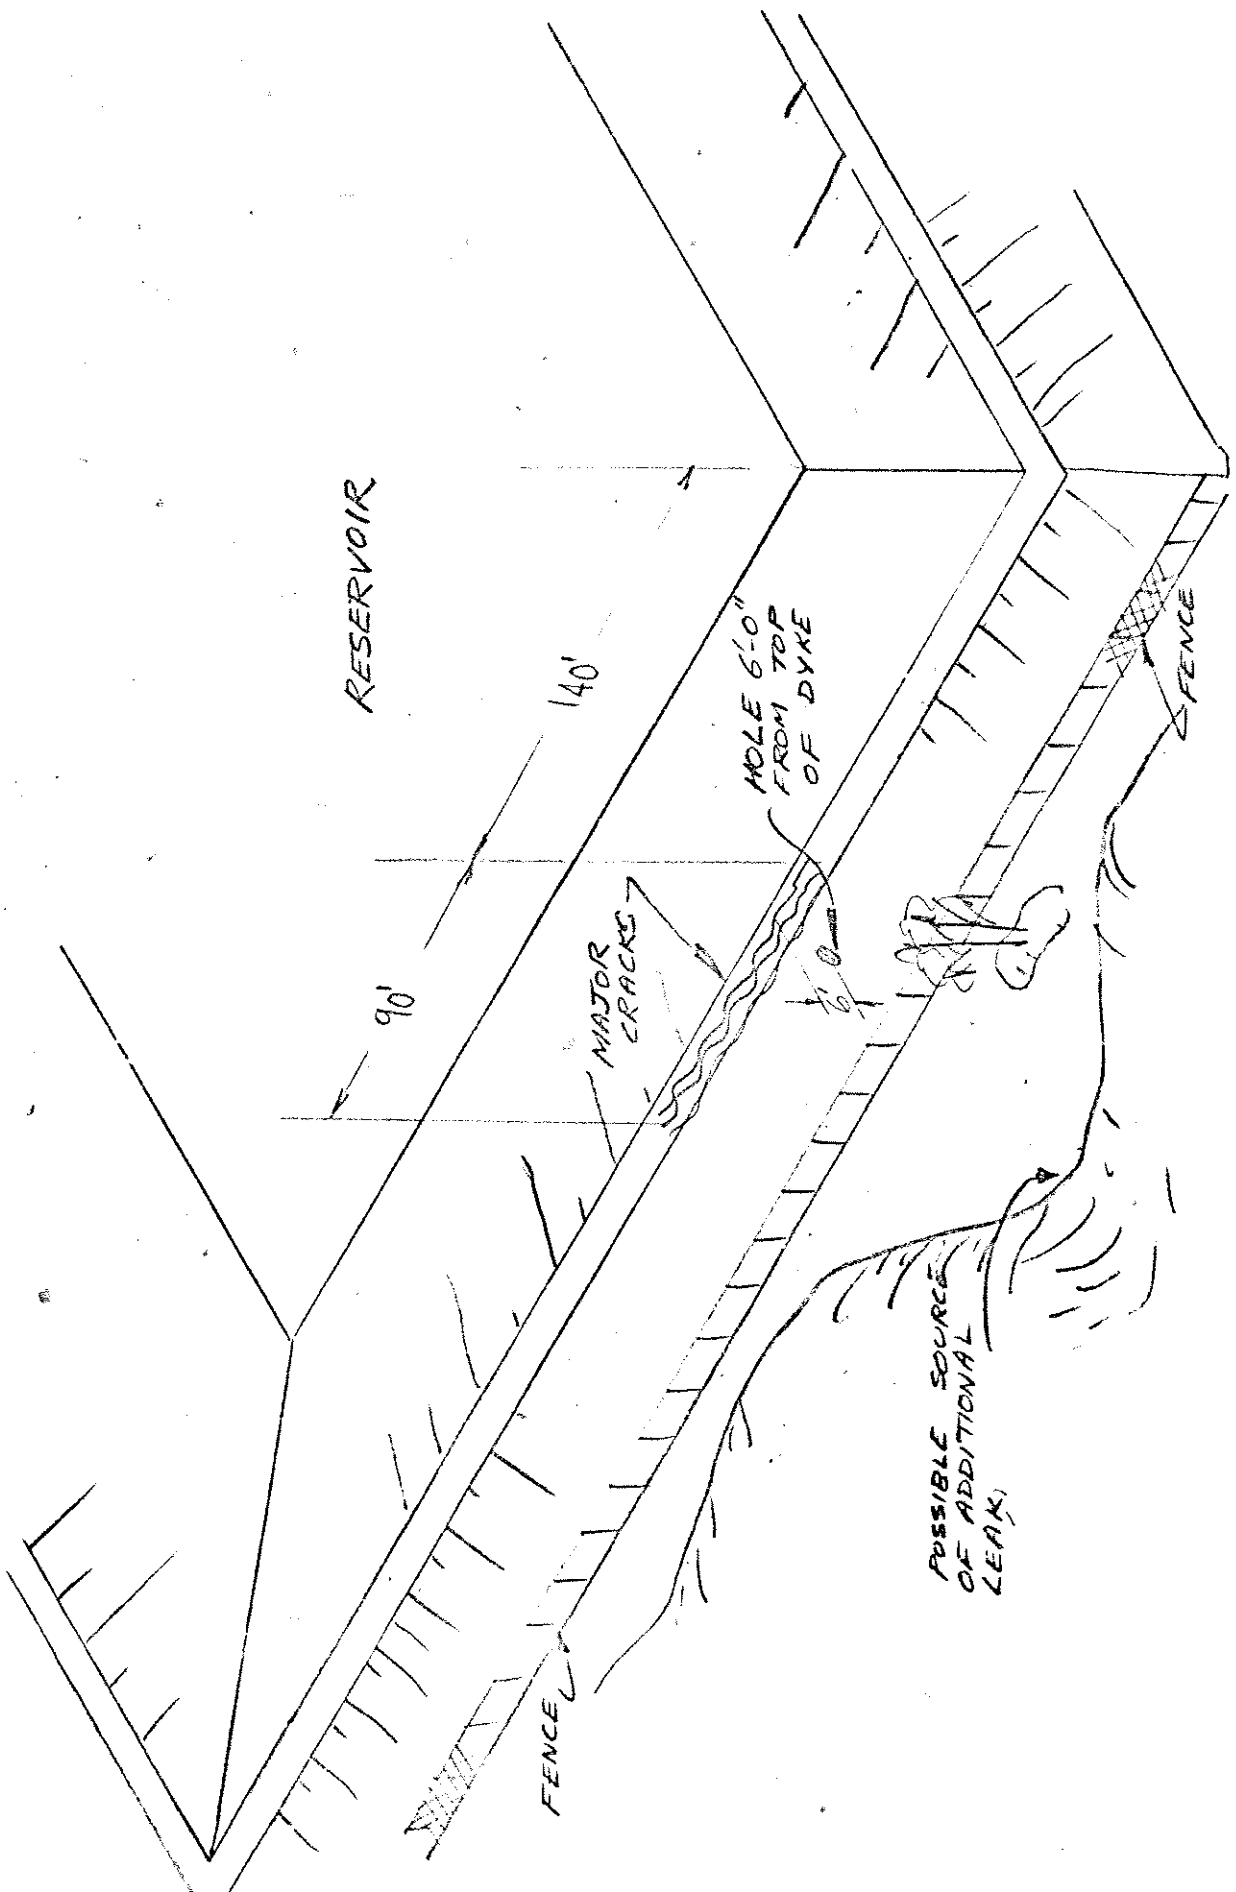 RESERVOIR
90'
140'
MAJOR
CRACKS
HOLE 6'-0"
FROM TOP
OF DYKE
6'
FENCE
POSSIBLE SOURCE
OF ADDITIONAL
LEAK.
FENCE